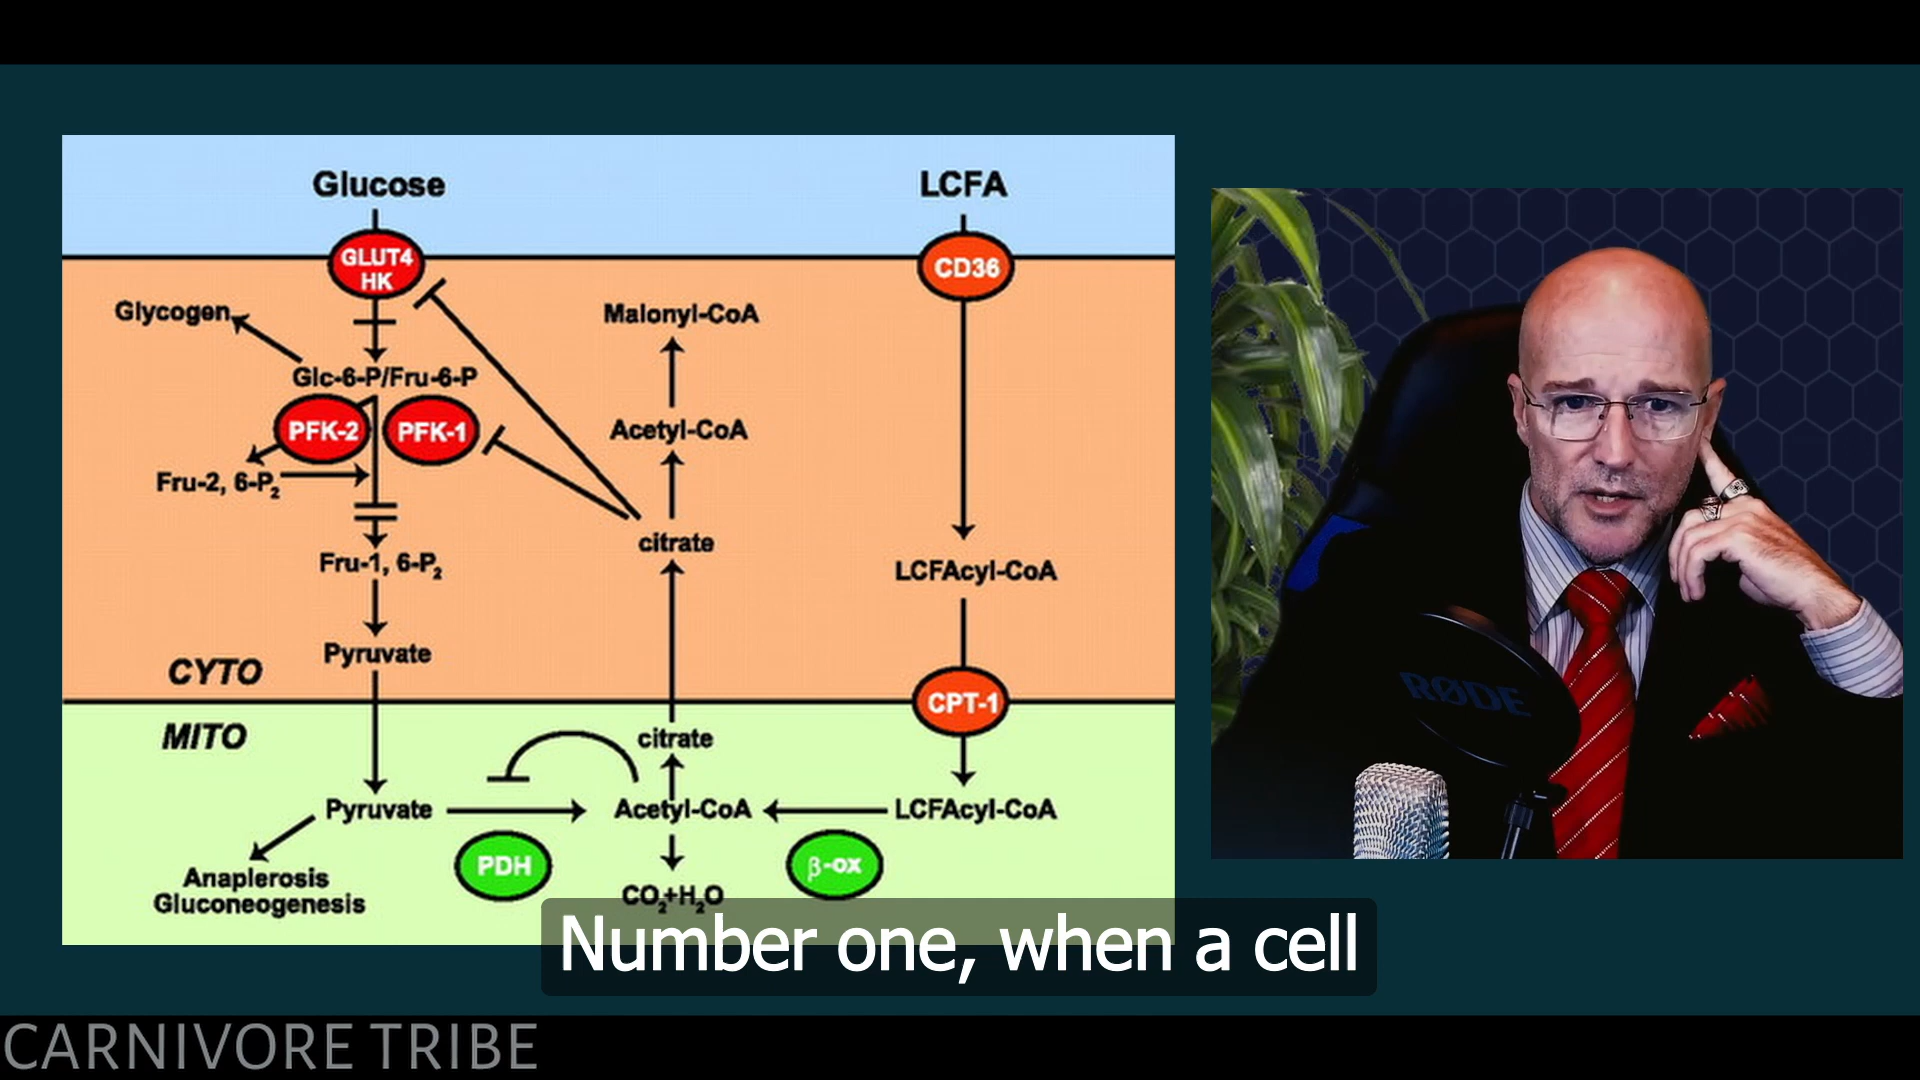 Glucose
LCFA
GLUT4
HK
CD36
Glycogen
Malonyl-CoA
Glc-6-P/Fru-6-P
PFK-2
PFK-1
Acetyl-CoA
Fru-2, 6-P₂
citrate
Fru-1, 6-P₂
LCFAcyl-CoA
Pyruvate
CYTO
CPT-1
MITO
citrate
Pyruvate
Acetyl-CoA
LCFAcyl-CoA
PDH
β-ox
Anaplerosis
Gluconeogenesis
CO₂+H₂O
RØDE
Number one, when a cell
CARNIVORE TRIBE